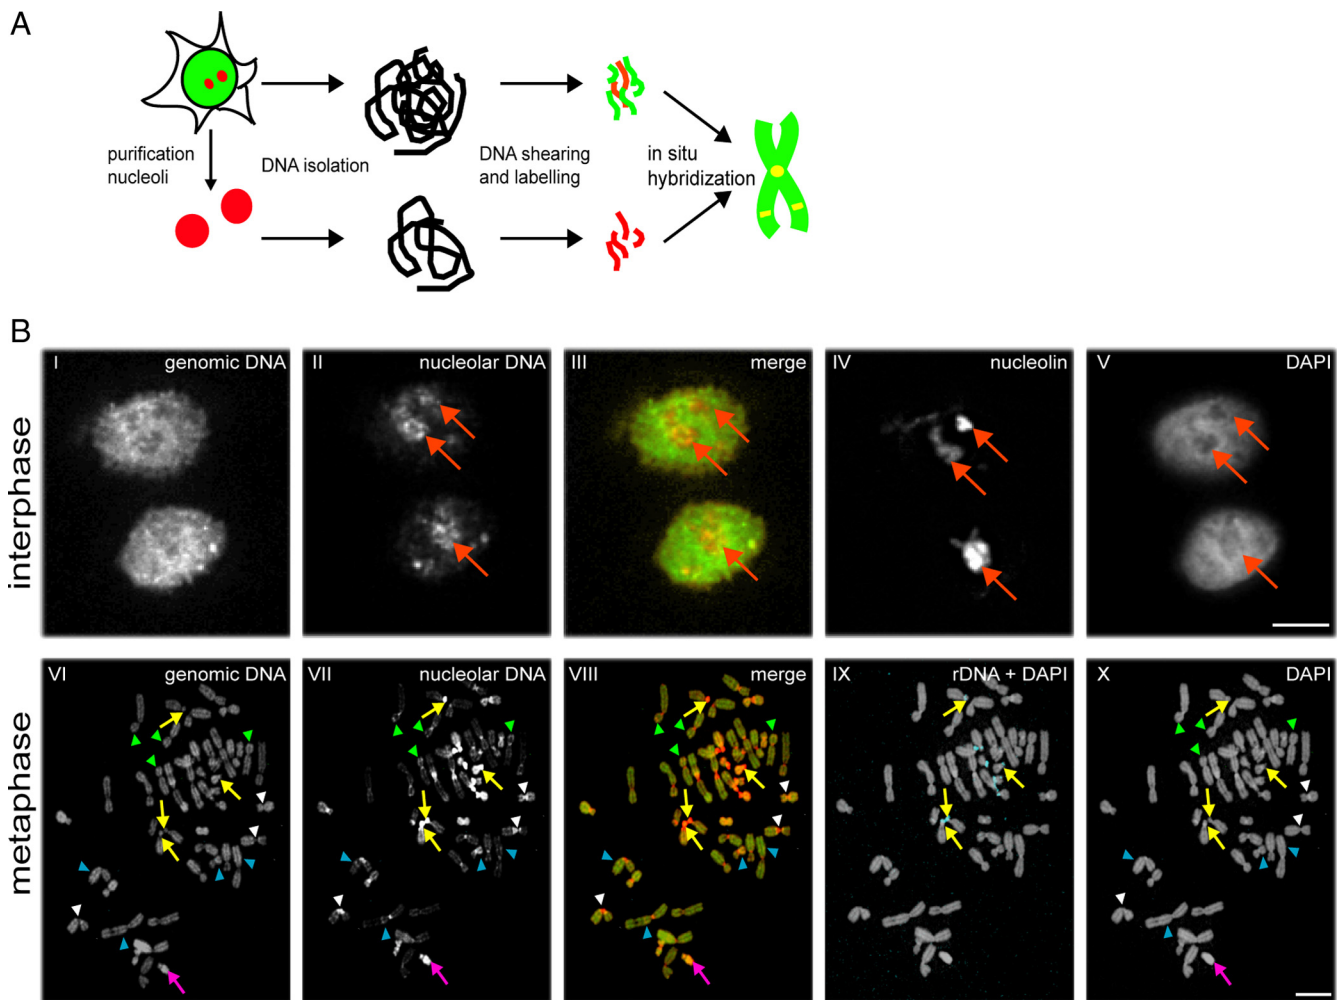 A
purification
nucleoli
DNA isolation
DNA shearing
and labelling
in situ
hybridization
B
interphase
I genomic DNA
II nucleolar DNA
III merge
IV nucleolin
V DAPI
metaphase
VI genomic DNA
VII nucleolar DNA
VIII merge
IX rDNA + DAPI
X DAPI